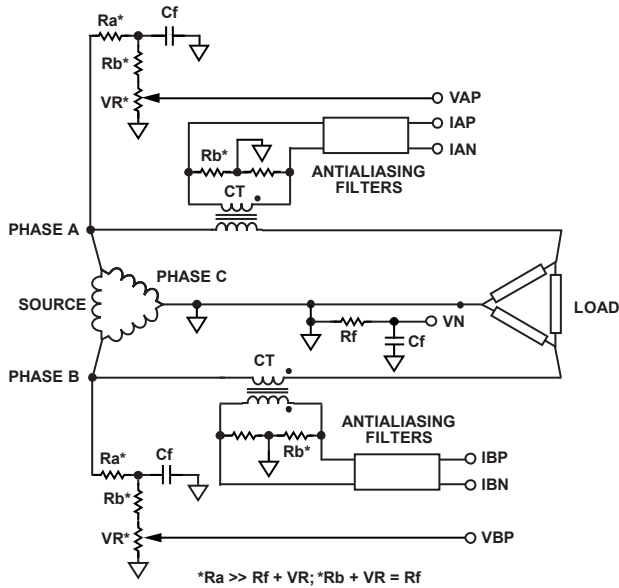 Ra*
Cf
Rb*
VR*
VAP
IAP
IAN
Rb*
ANTIALIASING
FILTERS
CT
PHASE A
PHASE C
SOURCE
LOAD
VN
Rf
Cf
PHASE B
CT
ANTIALIASING
FILTERS
Rb*
IBP
IBN
Ra*
Cf
Rb*
VR*
VBP
*Ra >> Rf + VR; *Rb + VR = Rf